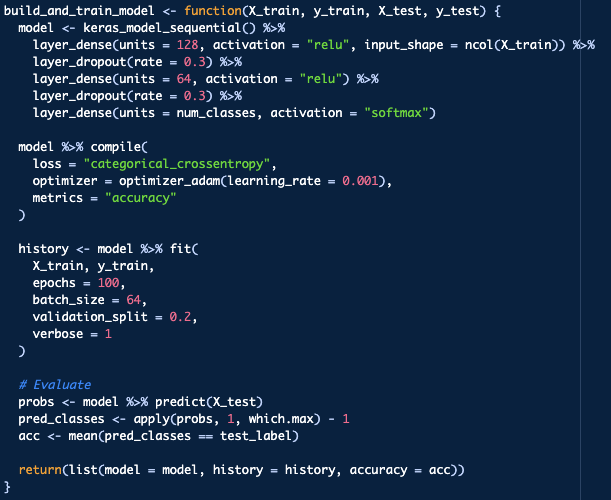 build_and_train_model <- function(X_train, y_train, X_test, y_test) {
  model <- keras_model_sequential() %>%
    layer_dense(units = 128, activation = "relu", input_shape = ncol(X_train)) %>%
    layer_dropout(rate = 0.3) %>%
    layer_dense(units = 64, activation = "relu") %>%
    layer_dropout(rate = 0.3) %>%
    layer_dense(units = num_classes, activation = "softmax")

  model %>% compile(
    loss = "categorical_crossentropy",
    optimizer = optimizer_adam(learning_rate = 0.001),
    metrics = "accuracy"
  )

  history <- model %>% fit(
    X_train, y_train,
    epochs = 100,
    batch_size = 64,
    validation_split = 0.2,
    verbose = 1
  )

  # Evaluate
  probs <- model %>% predict(X_test)
  pred_classes <- apply(probs, 1, which.max) - 1
  acc <- mean(pred_classes == test_label)

  return(list(model = model, history = history, accuracy = acc))
}